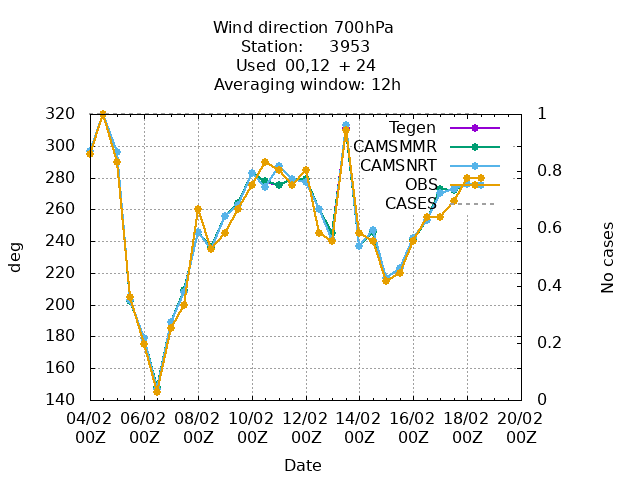 Wind direction 700hPa
Station: 3953
Used 00,12 + 24
Averaging window: 12h
320 1
Tegen
300
CAMSMMR
CAMSNRT
280 0.8
OBS
260
CASES
0.6
240
deg
No cases
220
0.4
200
180
0.2
160
140 0
04/02 06/02 08/02 10/02 12/02 14/02 16/02 18/02 20/02
00Z 00Z 00Z 00Z 00Z 00Z 00Z 00Z 00Z
Date